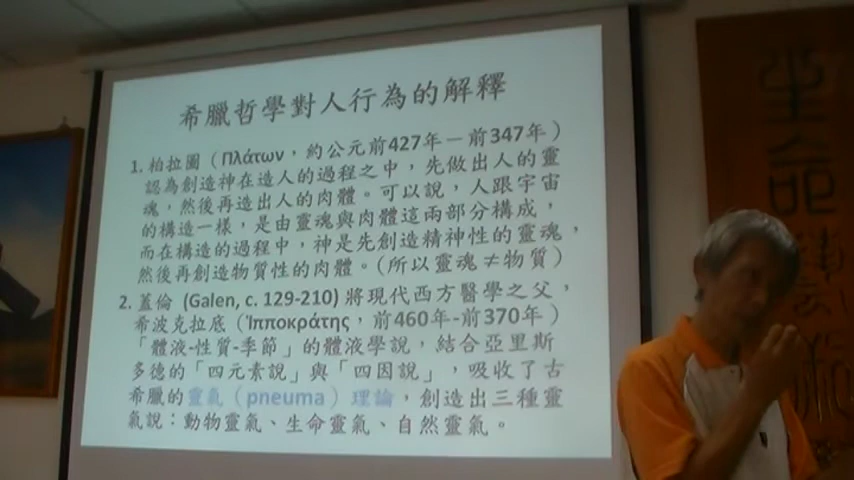 希臘哲學對人行為的解釋
1. 柏拉圖（Πλάτων，約公元前427年－前347年）
認為創造神在造人的過程之中，先做出人的靈
魂，然後再造出人的肉體。可以說，人跟宇宙
的構造一樣，是由靈魂與肉體這兩部分構成，
而在構造的過程中，神是先創造精神性的靈魂，
然後再創造物質性的肉體。（所以靈魂≠物質）
2. 蓋倫 (Galen, c. 129-210) 將現代西方醫學之父，
希波克拉底（Ἱπποκράτης，前460年-前370年）
「體液-性質-季節」的體液學說，結合亞里斯
多德的「四元素說」與「四因說」，吸收了古
希臘的靈氣（pneuma）理論，創造出三種靈
氣說：動物靈氣、生命靈氣、自然靈氣。
生命